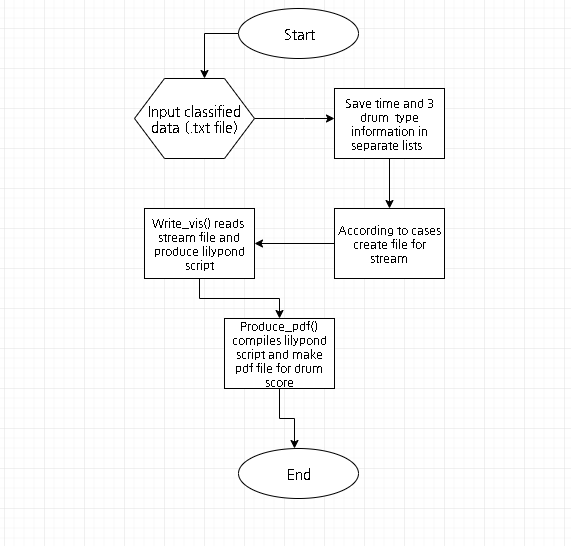 Start
Input classified
data (.txt file)
Save time and 3
drum_type
information in
separate lists
According to cases
create file for
stream
Write_vis() reads
stream file and
produce lilypond
script
Produce_pdf()
compiles lilypond
script and make
pdf file for drum
score
End